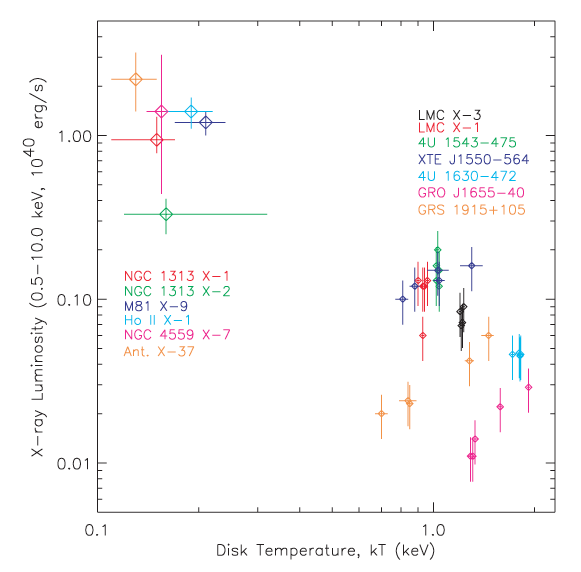 X-ray Luminosity (0.5-10.0 keV, 10^40 erg/s)
1.00
0.10
0.01
LMC X-3
LMC X-1
4U 1543-475
XTE J1550-564
4U 1630-472
GRO J1655-40
GRS 1915+105
NGC 1313 X-1
NGC 1313 X-2
M81 X-9
Ho II X-1
NGC 4559 X-7
Ant. X-37
0.1
1.0
Disk Temperature, kT (keV)